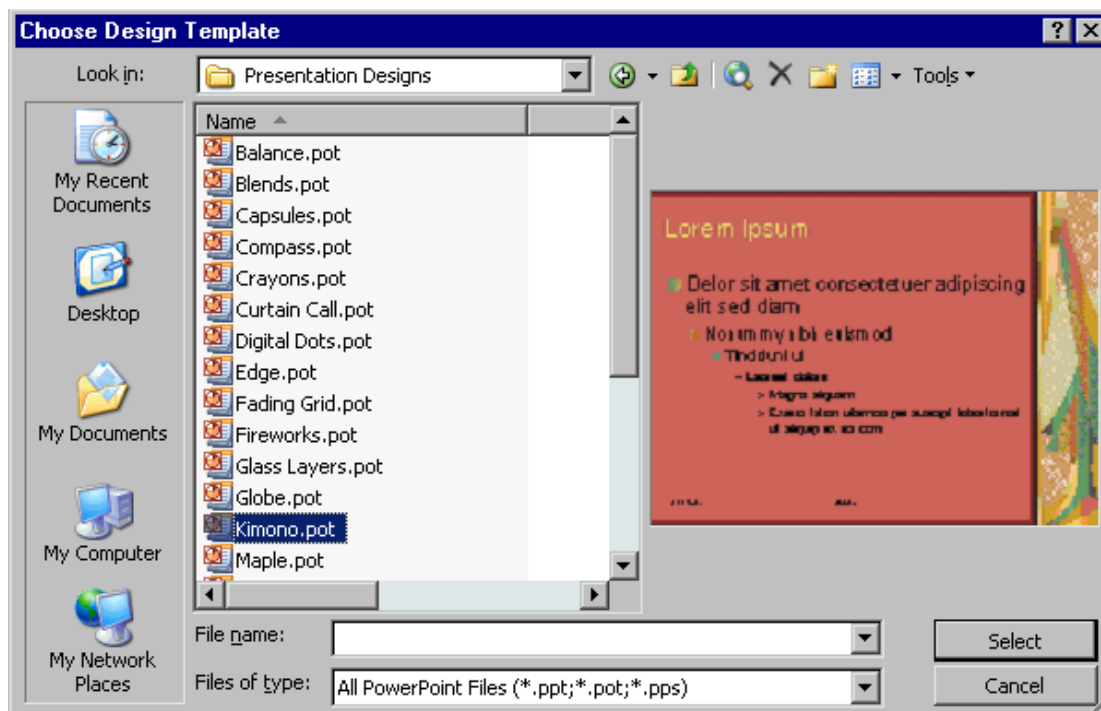 Choose Design Template
Look in:
Presentation Designs
Tools
My Recent
Documents
Desktop
My Documents
My Computer
My Network
Places
Name
Balance.pot
Blends.pot
Capsules.pot
Compass.pot
Crayons.pot
Curtain Call.pot
Digital Dots.pot
Edge.pot
Fading Grid.pot
Fireworks.pot
Glass Layers.pot
Globe.pot
Kimono.pot
Maple.pot
Lorem Ipsum
Delor sit amet consectetuer adipiscing
elit sed diam
File name:
Files of type:
All PowerPoint Files (*.ppt;*.pot;*.pps)
Select
Cancel